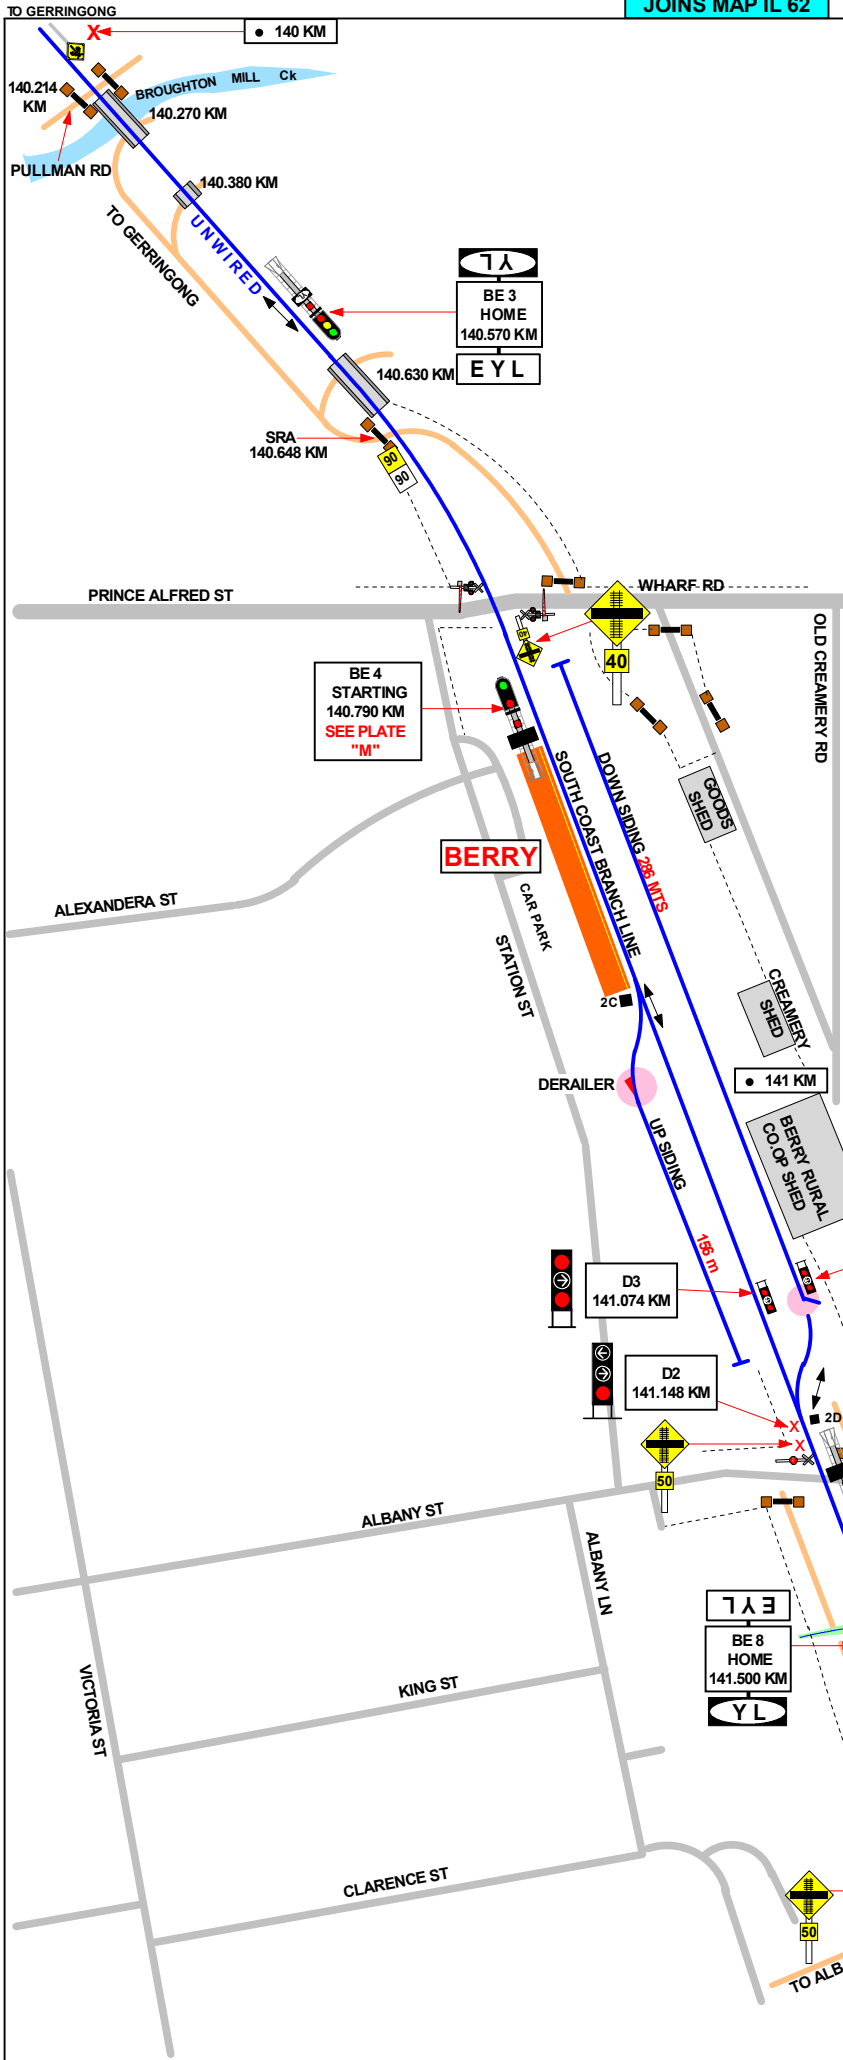 TO GERRINGONG
JOINS MAP IL 62
X
140 KM
140.214
KM
BROUGHTON MILL Ck
140.270 KM
PULLMAN RD
140.380 KM
TO GERRINGONG
UNWIRED
YL
BE 3
HOME
140.570 KM
EYL
140.630 KM
SRA
140.648 KM
90
90
PRINCE ALFRED ST
WHARF RD
OLD CREAMERY RD
40
40
BE 4
STARTING
140.790 KM
SEE PLATE
"M"
SOUTH COAST BRANCH LINE
DOWN SIDING 286 MTS
GOODS
SHED
BERRY
ALEXANDERA ST
CAR PARK
STATION ST
CREAMERY
SHED
2C
141 KM
DERAILER
BERRY RURAL
CO.OP SHED
UP SIDING
156 m
D3
141.074 KM
D2
141.148 KM
X
X
2D
50
ALBANY ST
ALBANY LN
EYL
BE 8
HOME
141.500 KM
YL
VICTORIA ST
KING ST
CLARENCE ST
50
TO ALB